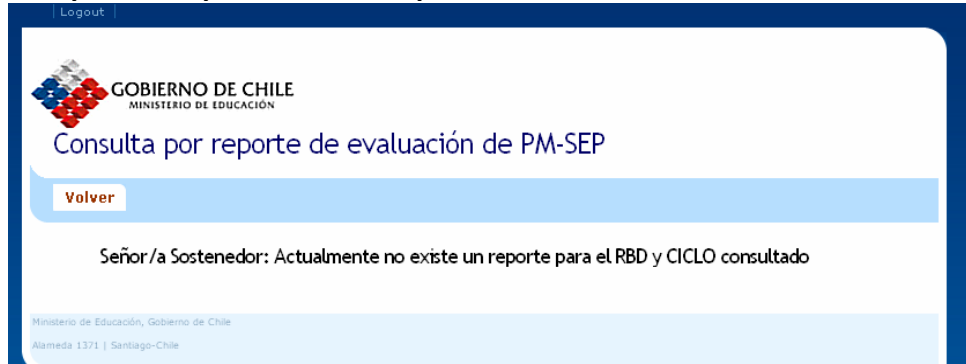 Logout
GOBIERNO DE CHILE
MINISTERIO DE EDUCACIÓN
Consulta por reporte de evaluación de PM-SEP
Volver
Señor/a Sostenedor: Actualmente no existe un reporte para el RBD y CICLO consultado
Ministerio de Educación, Gobierno de Chile
Alameda 1371 | Santiago-Chile